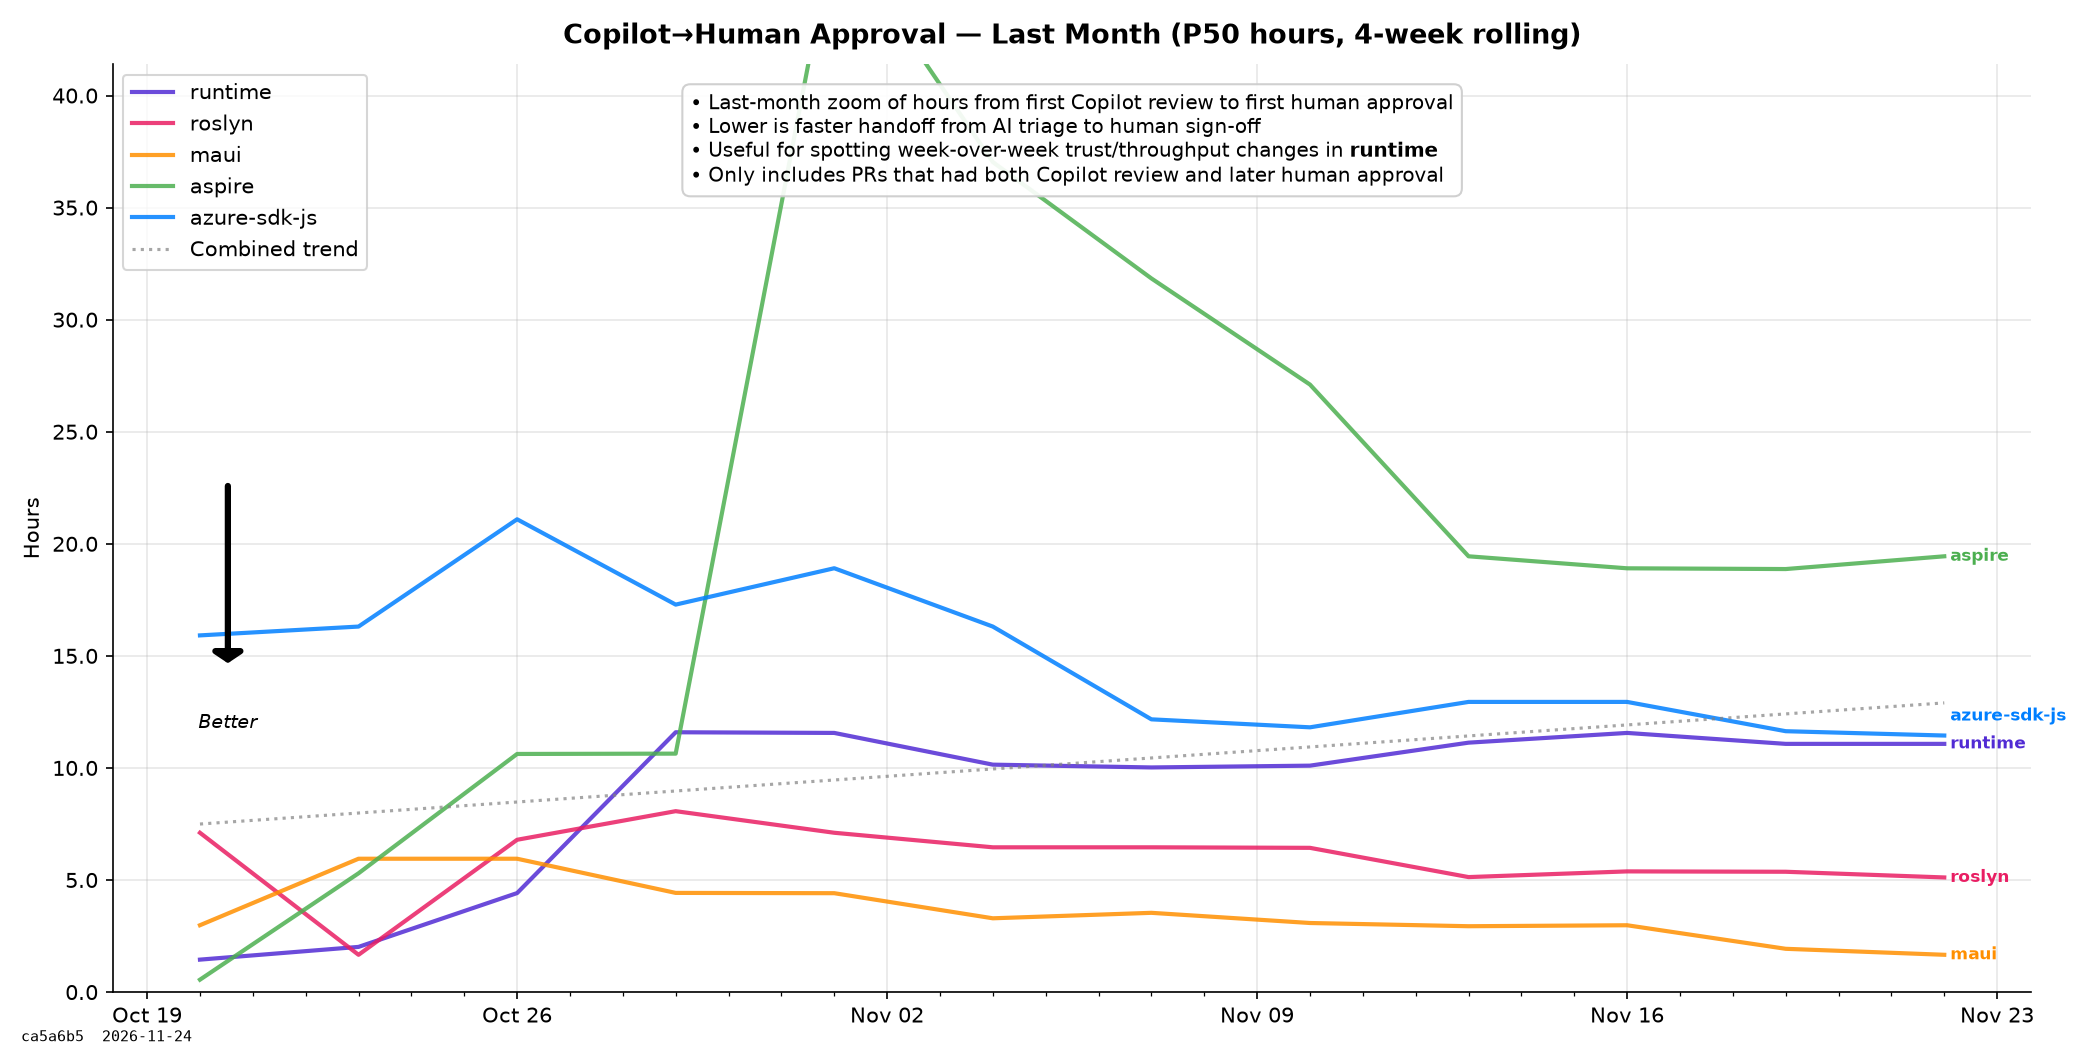 Copilot→Human Approval — Last Month (P50 hours, 4-week rolling)
runtime
roslyn
maui
aspire
azure-sdk-js
Combined trend
• Last-month zoom of hours from first Copilot review to first human approval
• Lower is faster handoff from AI triage to human sign-off
• Useful for spotting week-over-week trust/throughput changes in runtime
• Only includes PRs that had both Copilot review and later human approval
Hours
40.0
35.0
30.0
25.0
20.0
15.0
10.0
5.0
0.0
Better
aspire
azure-sdk-js
runtime
roslyn
maui
Oct 19
Oct 26
Nov 02
Nov 09
Nov 16
Nov 23
ca5a6b5  2026-11-24